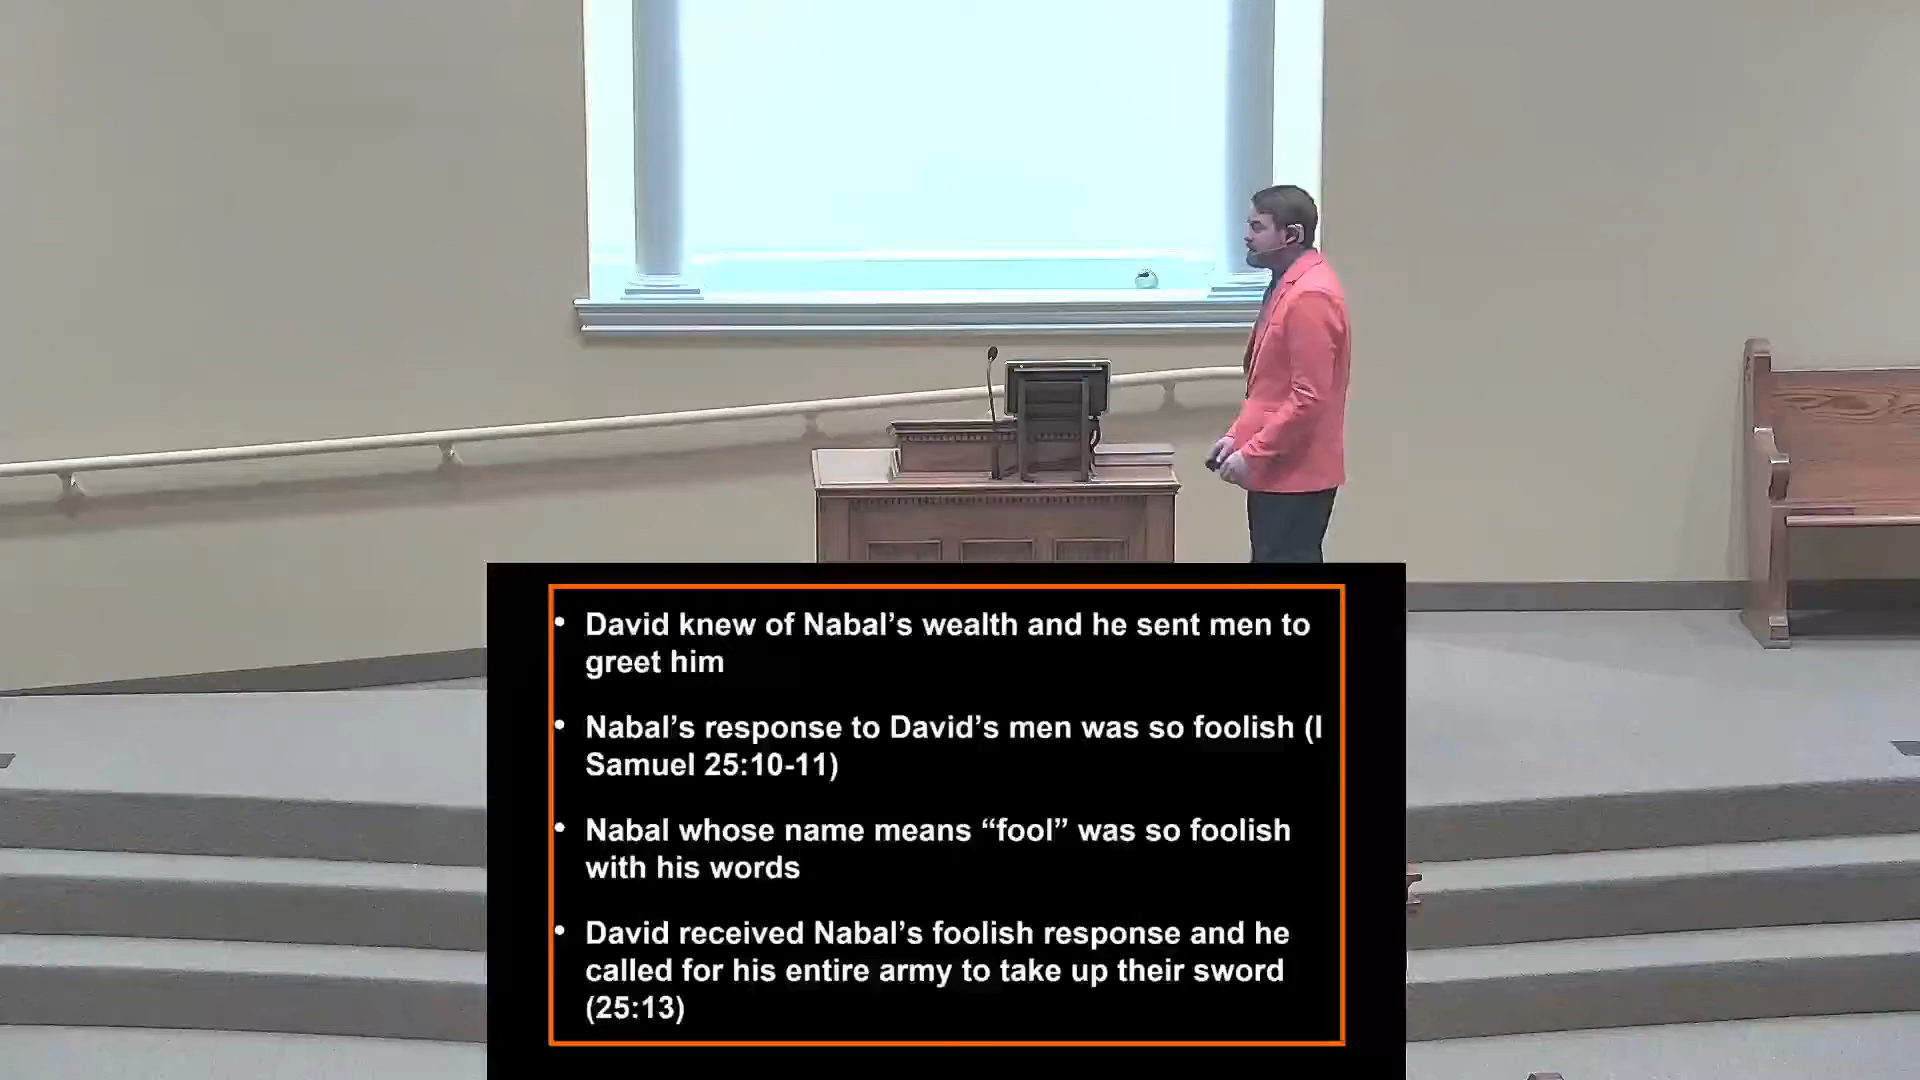 • David knew of Nabal’s wealth and he sent men to
greet him
• Nabal’s response to David’s men was so foolish (I
Samuel 25:10-11)
• Nabal whose name means “fool” was so foolish
with his words
• David received Nabal’s foolish response and he
called for his entire army to take up their sword
(25:13)